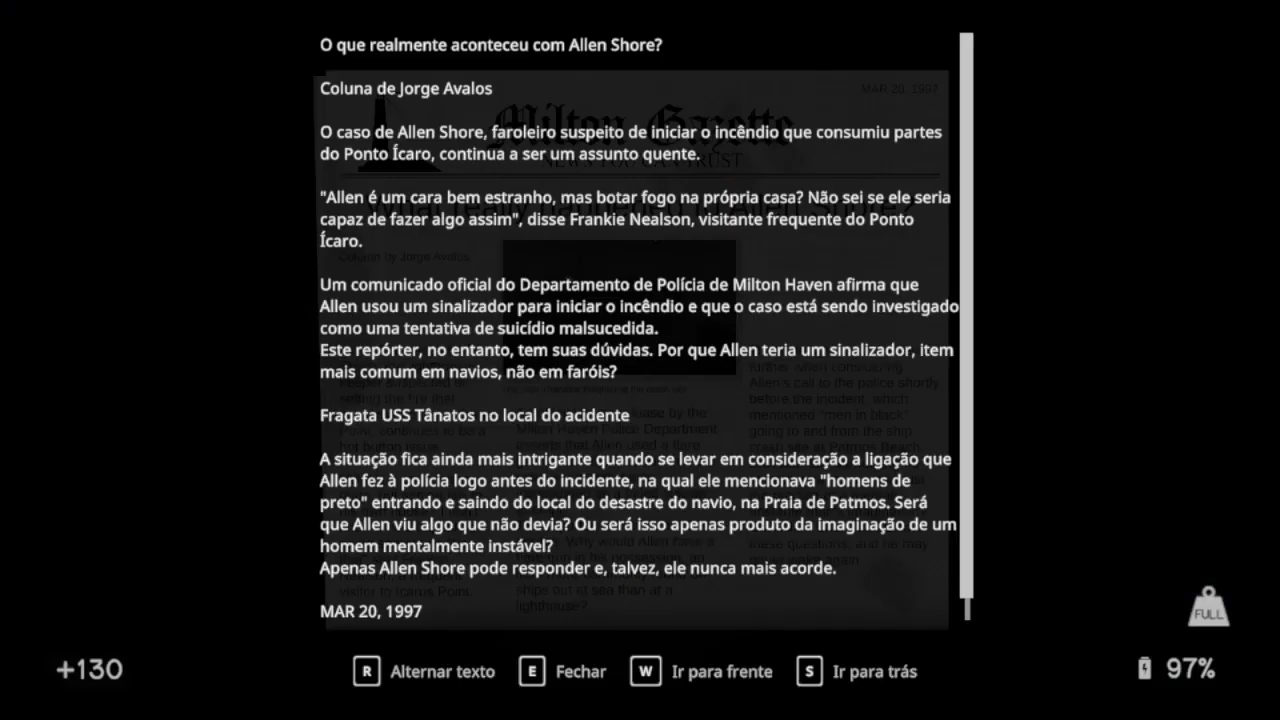 O que realmente aconteceu com Allen Shore?
Coluna de Jorge Avalos
MAR 20, 1997
Milton Gazette
O caso de Allen Shore, faroleiro suspeito de iniciar o incêndio que consumiu partes
do Ponto Ícaro, continua a ser um assunto quente.
NEWS YOU CAN TRUST
"Allen é um cara bem estranho, mas botar fogo na própria casa? Não sei se ele seria
capaz de fazer algo assim", disse Frankie Nealson, visitante frequente do Ponto
Ícaro.
Column by Jorge Avalos
Um comunicado oficial do Departamento de Polícia de Milton Haven afirma que
Allen usou um sinalizador para iniciar o incêndio e que o caso está sendo investigado
como uma tentativa de suicídio malsucedida.
Este repórter, no entanto, tem suas dúvidas. Por que Allen teria um sinalizador, item
mais comum em navios, não em faróis?
Fragata USS Tânatos no local do acidente
A situação fica ainda mais intrigante quando se levar em consideração a ligação que
Allen fez à polícia logo antes do incidente, na qual ele mencionava "homens de
preto" entrando e saindo do local do desastre do navio, na Praia de Patmos. Será
que Allen viu algo que não devia? Ou será isso apenas produto da imaginação de um
homem mentalmente instável?
Apenas Allen Shore pode responder e, talvez, ele nunca mais acorde.
MAR 20, 1997
FULL
+130
R Alternar texto E Fechar W Ir para frente S Ir para trás
97%